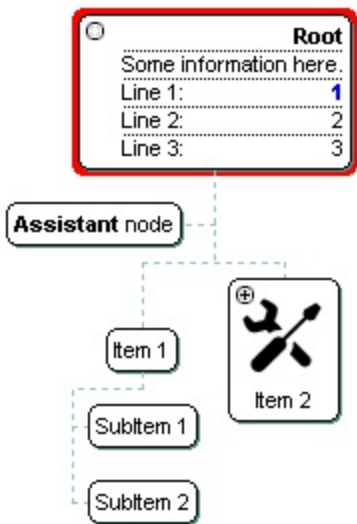 Root
Some information here.
Line 1: 1
Line 2: 2
Line 3: 3
Assistant node
Item 1
Item 2
SubItem 1
SubItem 2